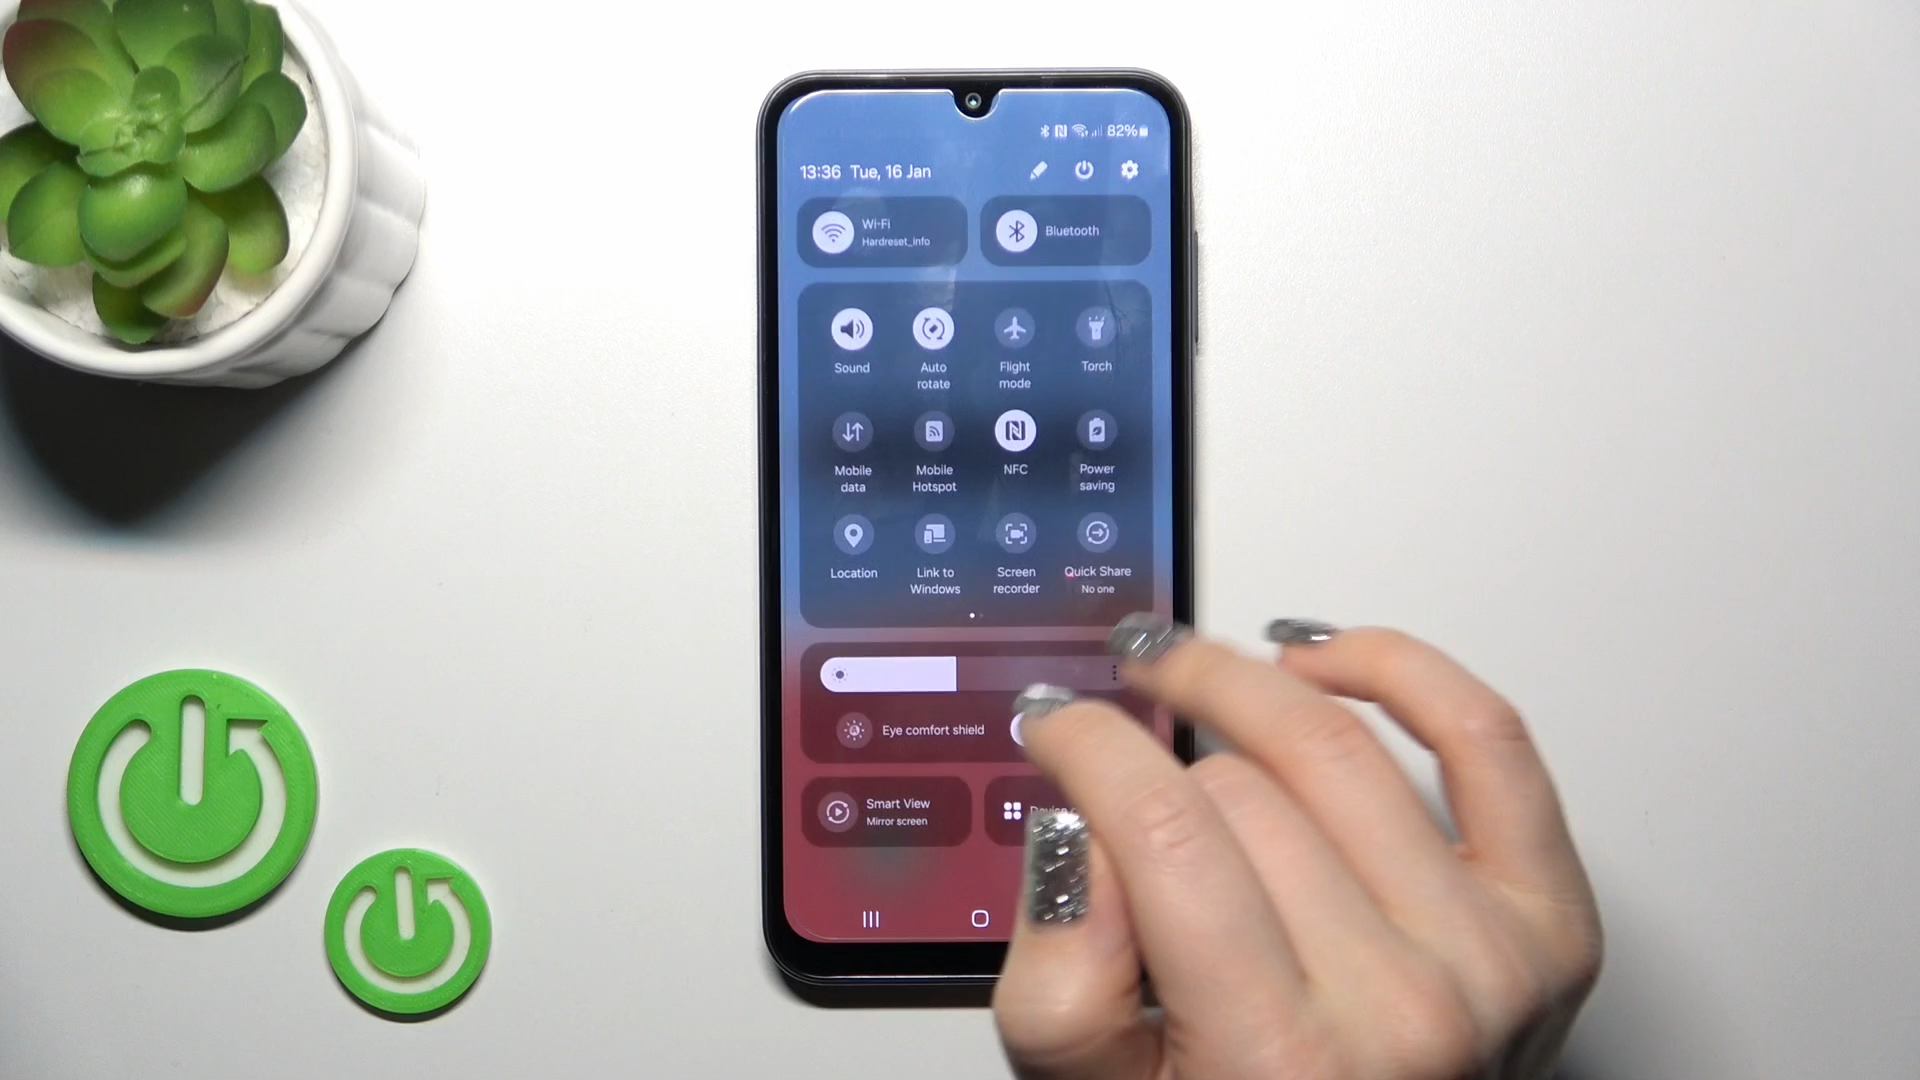 82%
13:36 Tue, 16 Jan
Wi-Fi
Hardreset_info
Bluetooth
Sound
Auto rotate
Flight mode
Torch
Mobile data
Mobile Hotspot
NFC
Power saving
Location
Link to Windows
Screen recorder
Quick Share
No one
Eye comfort shield
Smart View
Mirror screen